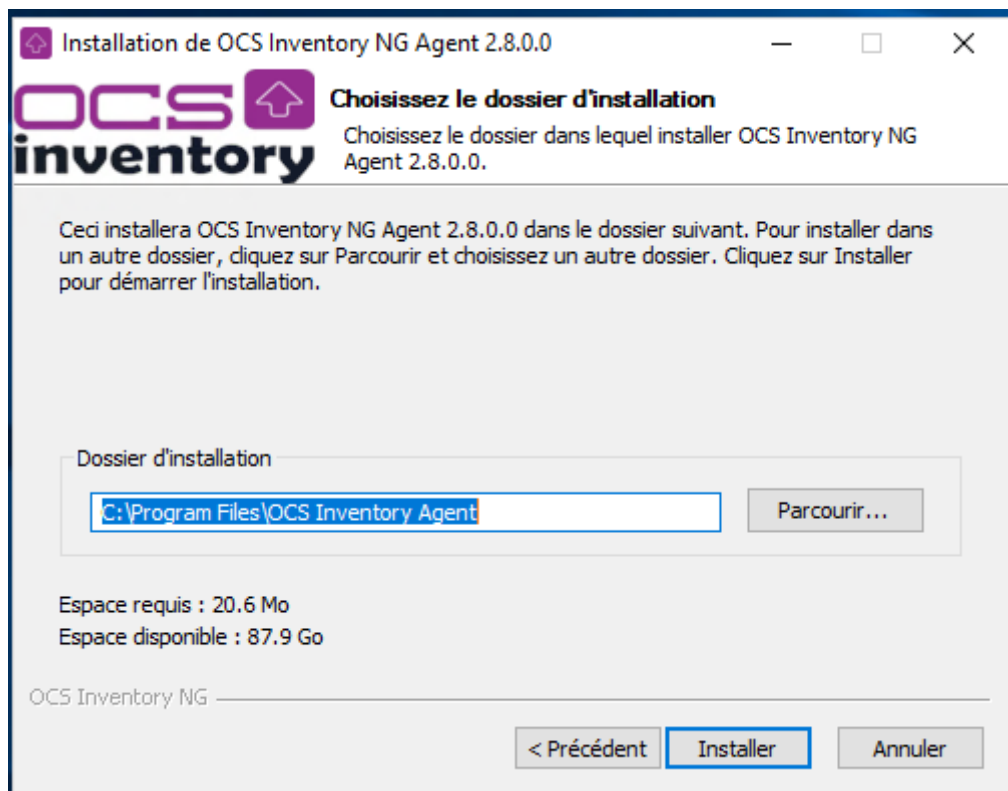 Installation de OCS Inventory NG Agent 2.8.0.0
OCS
inventory
Choisissez le dossier d'installation
Choisissez le dossier dans lequel installer OCS Inventory NG
Agent 2.8.0.0.
Ceci installera OCS Inventory NG Agent 2.8.0.0 dans le dossier suivant. Pour installer dans
un autre dossier, cliquez sur Parcourir et choisissez un autre dossier. Cliquez sur Installer
pour démarrer l'installation.
Dossier d'installation
C:\Program Files\OCS Inventory Agent
Parcourir...
Espace requis : 20.6 Mo
Espace disponible : 87.9 Go
OCS Inventory NG
< Précédent
Installer
Annuler